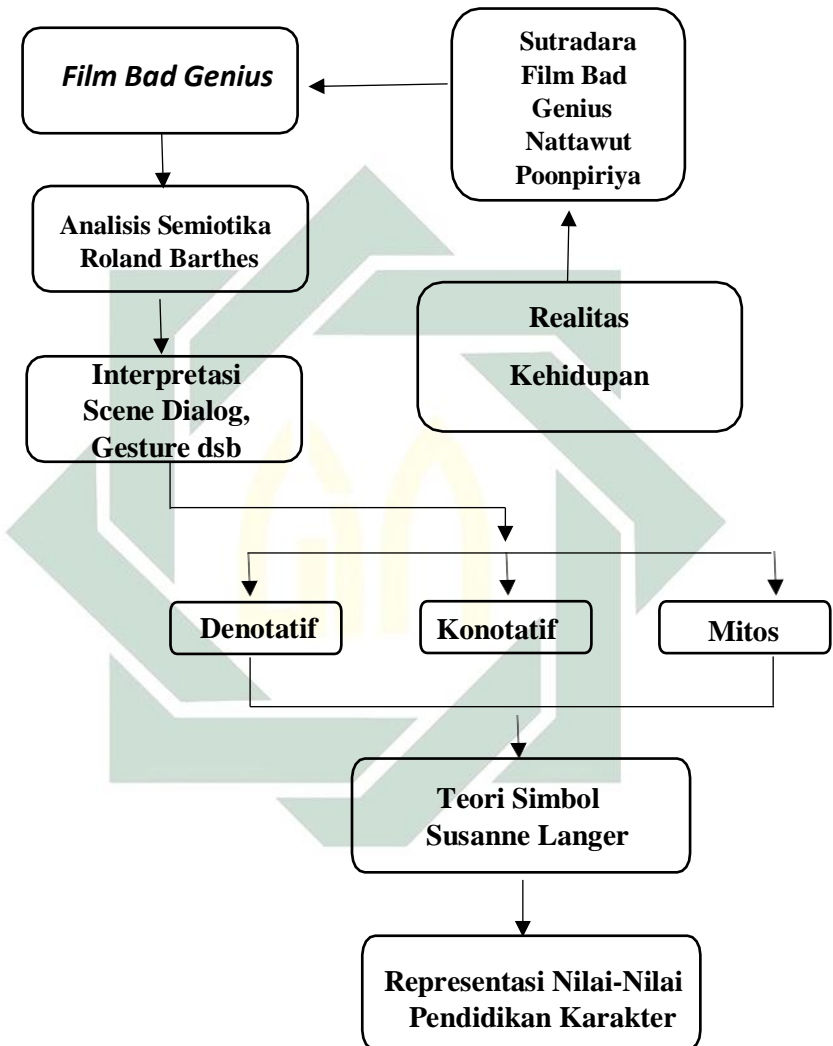 Film Bad Genius
Sutradara
Film Bad
Genius
Nattawut
Poonpiriya
Analisis Semiotika
Roland Barthes
Realitas
Kehidupan
Interpretasi
Scene Dialog,
Gesture dsb
Denotatif
Konotatif
Mitos
Teori Simbol
Susanne Langer
Representasi Nilai-Nilai
Pendidikan Karakter